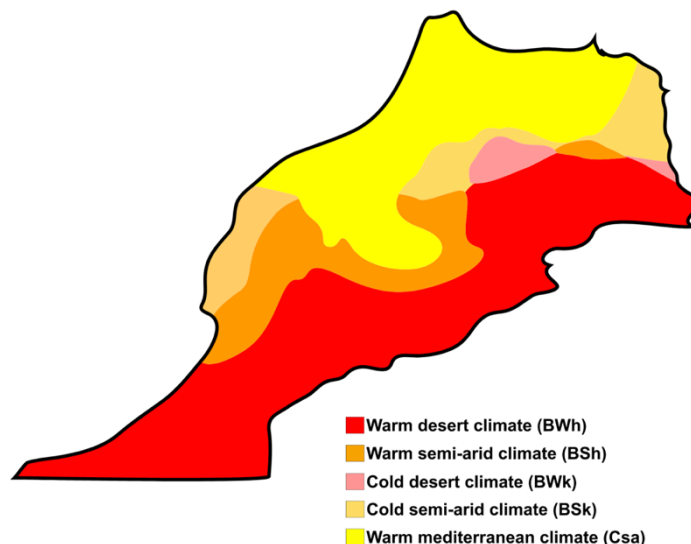 Warm desert climate (BWh)
Warm semi-arid climate (BSh)
Cold desert climate (BWk)
Cold semi-arid climate (BSk)
Warm mediterranean climate (Csa)